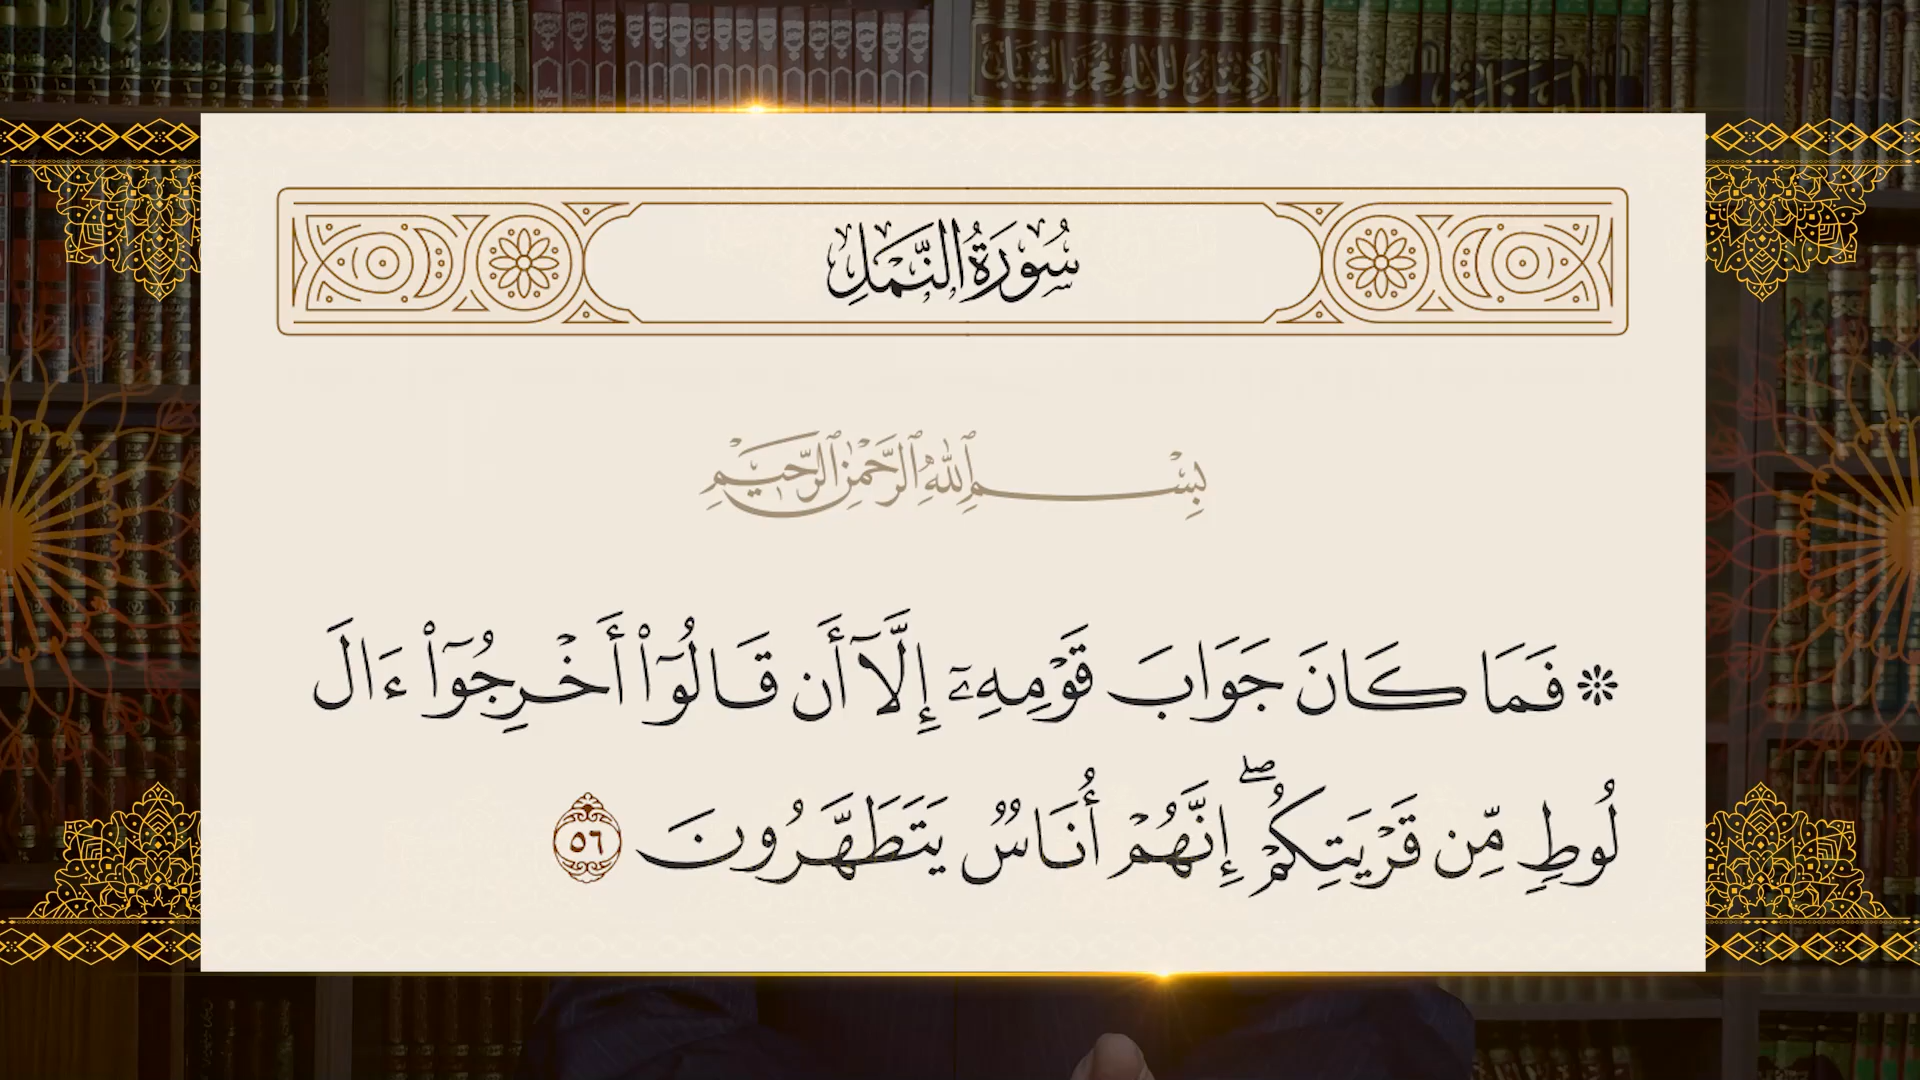 سُورَةُ النَّمْلِ
بِسْمِ ٱللَّهِ ٱلرَّحْمَٰنِ ٱلرَّحِيمِ
۞ فَمَا كَانَ جَوَابَ قَوْمِهِۦٓ إِلَّآ أَن قَالُوٓا۟ أَخْرِجُوٓا۟ ءَالَ
لُوطٍ مِّن قَرْيَتِكُمْ ۖ إِنَّهُمْ أُنَاسٌ يَتَطَهَّرُونَ ٥٦